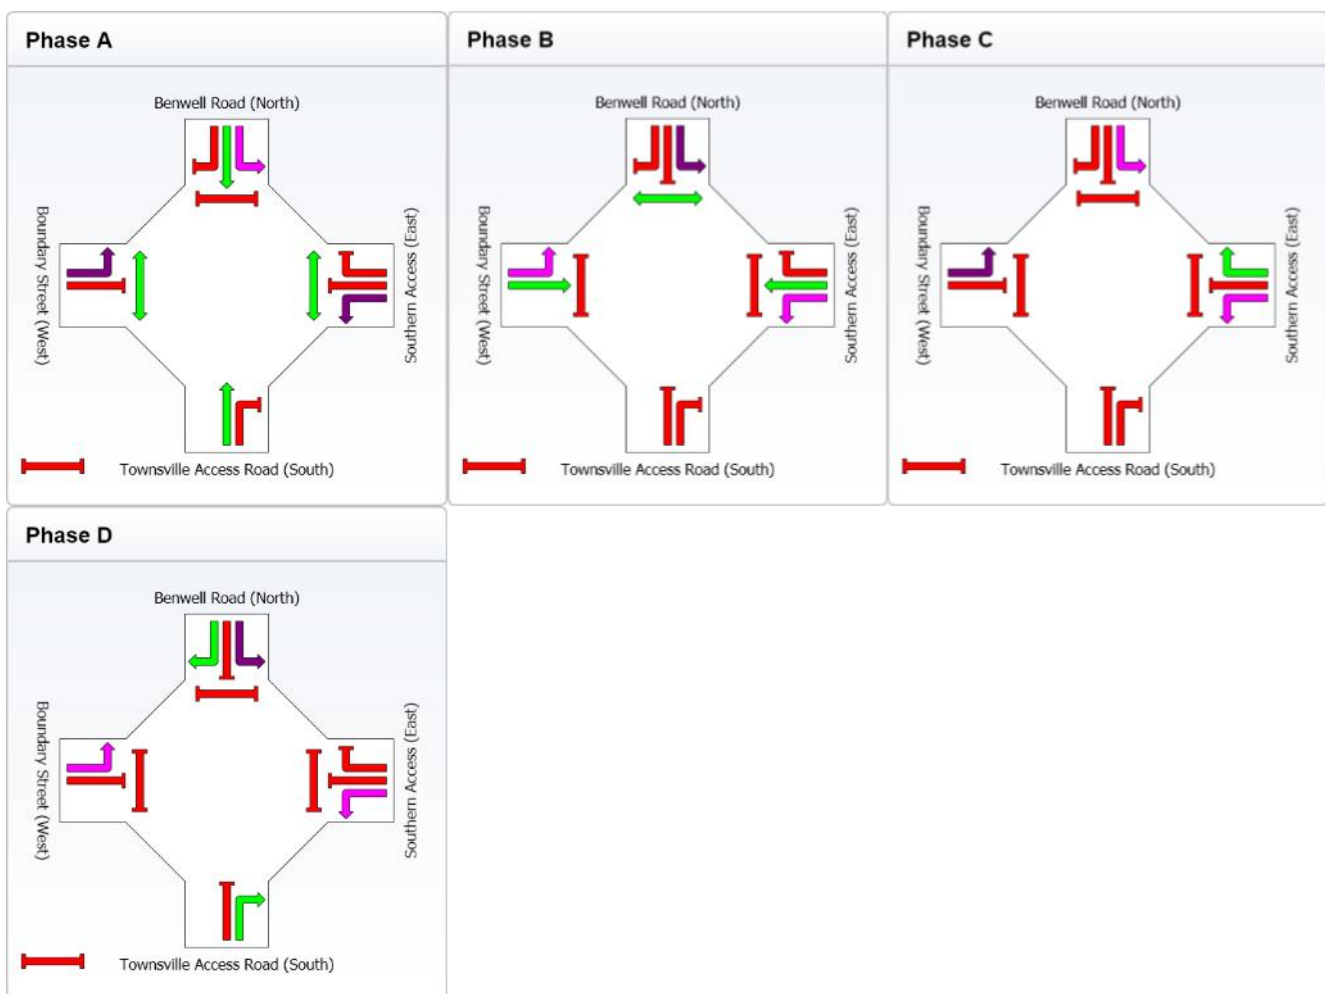 Phase A
Benwell Road (North)
Boundary Street (West)
Southern Access (East)
Townsville Access Road (South)
Phase B
Benwell Road (North)
Boundary Street (West)
Southern Access (East)
Townsville Access Road (South)
Phase C
Benwell Road (North)
Boundary Street (West)
Southern Access (East)
Townsville Access Road (South)
Phase D
Benwell Road (North)
Boundary Street (West)
Southern Access (East)
Townsville Access Road (South)